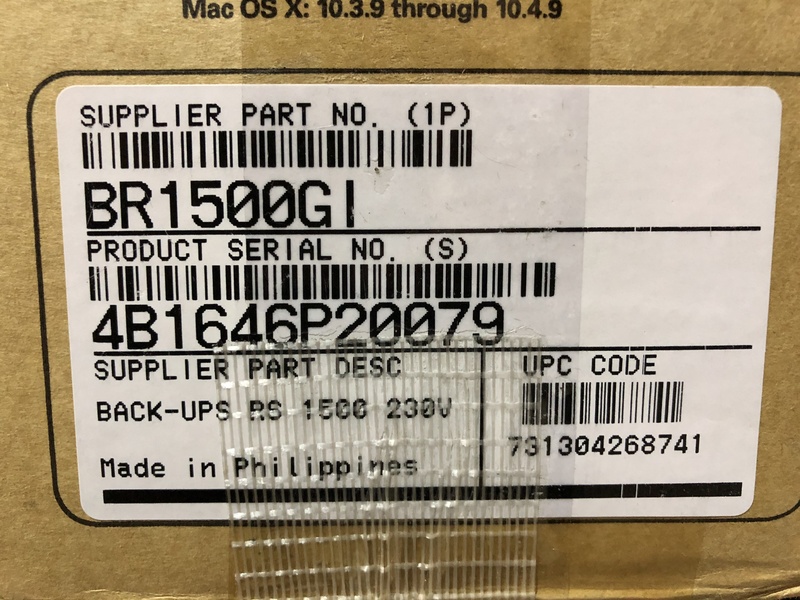 Mac OS X: 10.3.9 through 10.4.9
SUPPLIER PART NO. (1P)
BR1500GI
PRODUCT SERIAL NO. (S)
4B1646P20079
SUPPLIER PART DESC
UPC CODE
BACK-UPS RS 1500 230V
731304268741
Made in Philippines